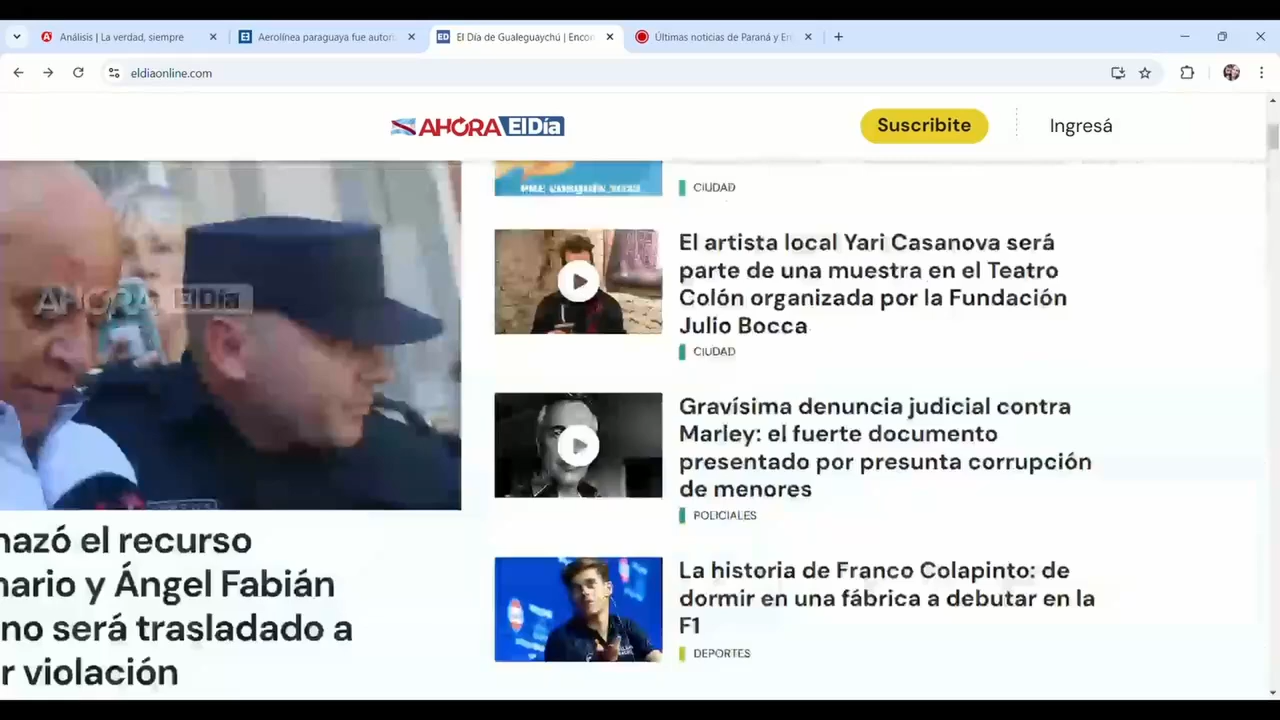 Análisis | La verdad, siempre
Aerolínea paraguaya fue autori
El Día de Gualeguaychú | Encon
Últimas noticias de Paraná y En
eldiaonline.com
AHORA ElDía
Suscribite
Ingresá
CIUDAD
AHORA ElDía
El artista local Yari Casanova será
parte de una muestra en el Teatro
Colón organizada por la Fundación
Julio Bocca
CIUDAD
Gravísima denuncia judicial contra
Marley: el fuerte documento
presentado por presunta corrupción
de menores
POLICIALES
La historia de Franco Colapinto: de
dormir en una fábrica a debutar en la
F1
DEPORTES
hazó el recurso
nario y Ángel Fabián
no será trasladado a
r violación